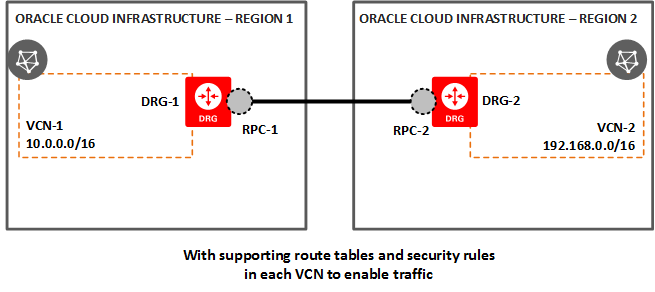 ORACLE CLOUD INFRASTRUCTURE – REGION 1
ORACLE CLOUD INFRASTRUCTURE – REGION 2
DRG-1
DRG
RPC-1
VCN-1
10.0.0.0/16
DRG-2
DRG
RPC-2
VCN-2
192.168.0.0/16
With supporting route tables and security rules
in each VCN to enable traffic